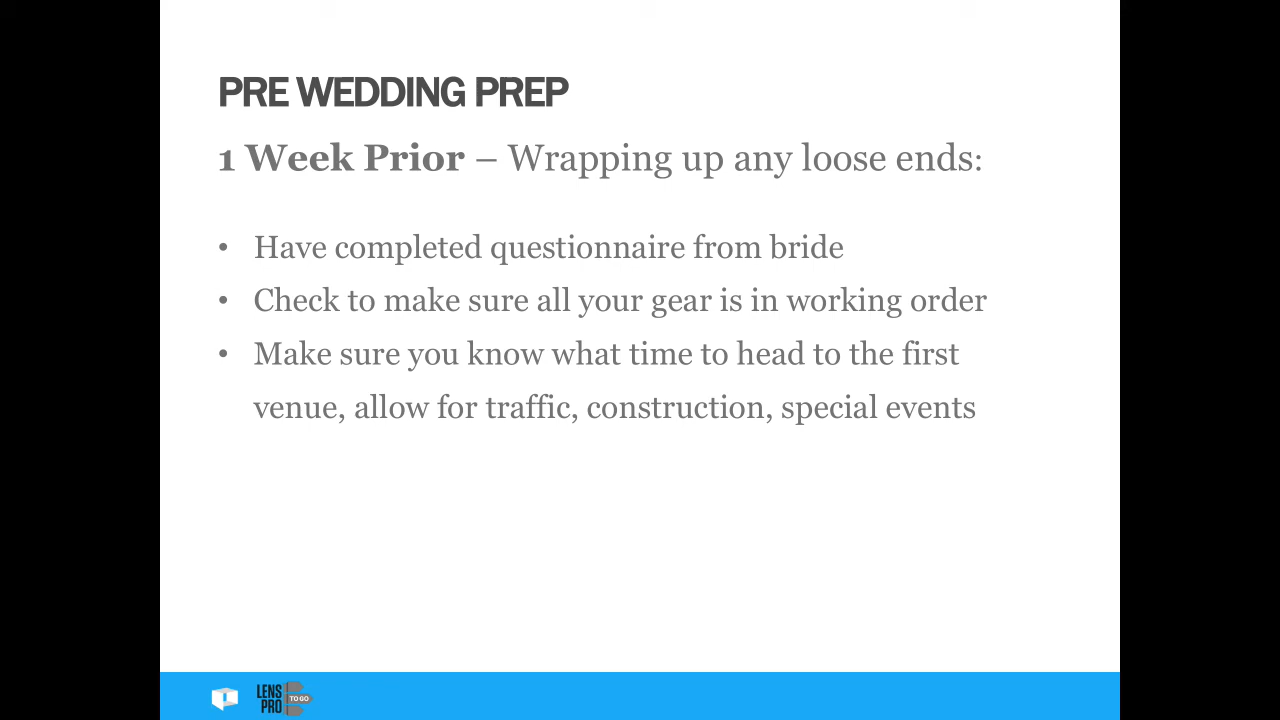 PRE WEDDING PREP
1 Week Prior – Wrapping up any loose ends:
• Have completed questionnaire from bride
• Check to make sure all your gear is in working order
• Make sure you know what time to head to the first
venue, allow for traffic, construction, special events
LENS
PRO
TO GO